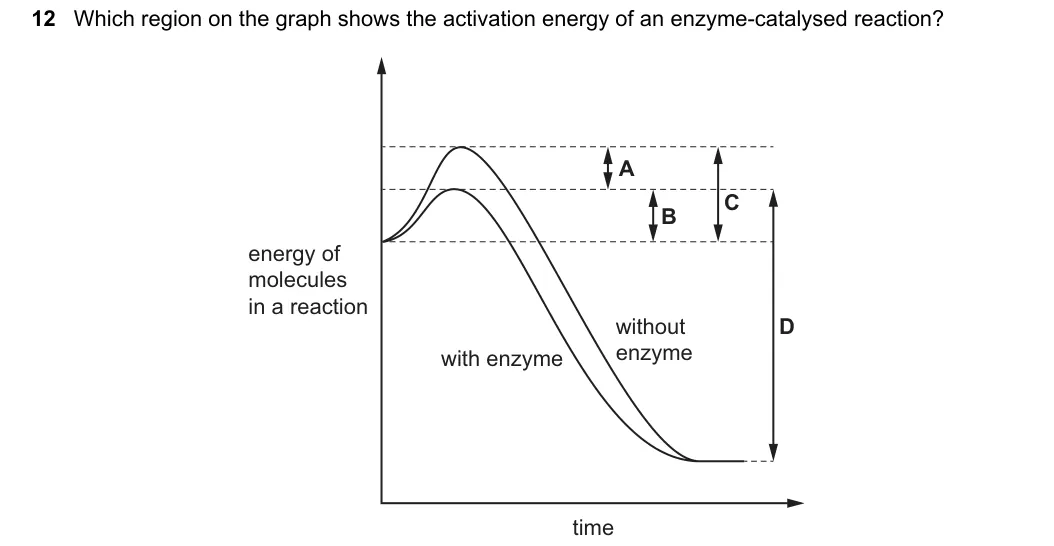 12 Which region on the graph shows the activation energy of an enzyme-catalysed reaction?
A
B
C
D
energy of
molecules
in a reaction
with enzyme
without
enzyme
time